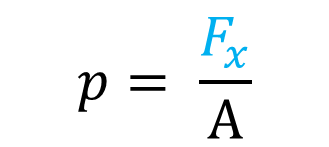 p = Fₓ / A